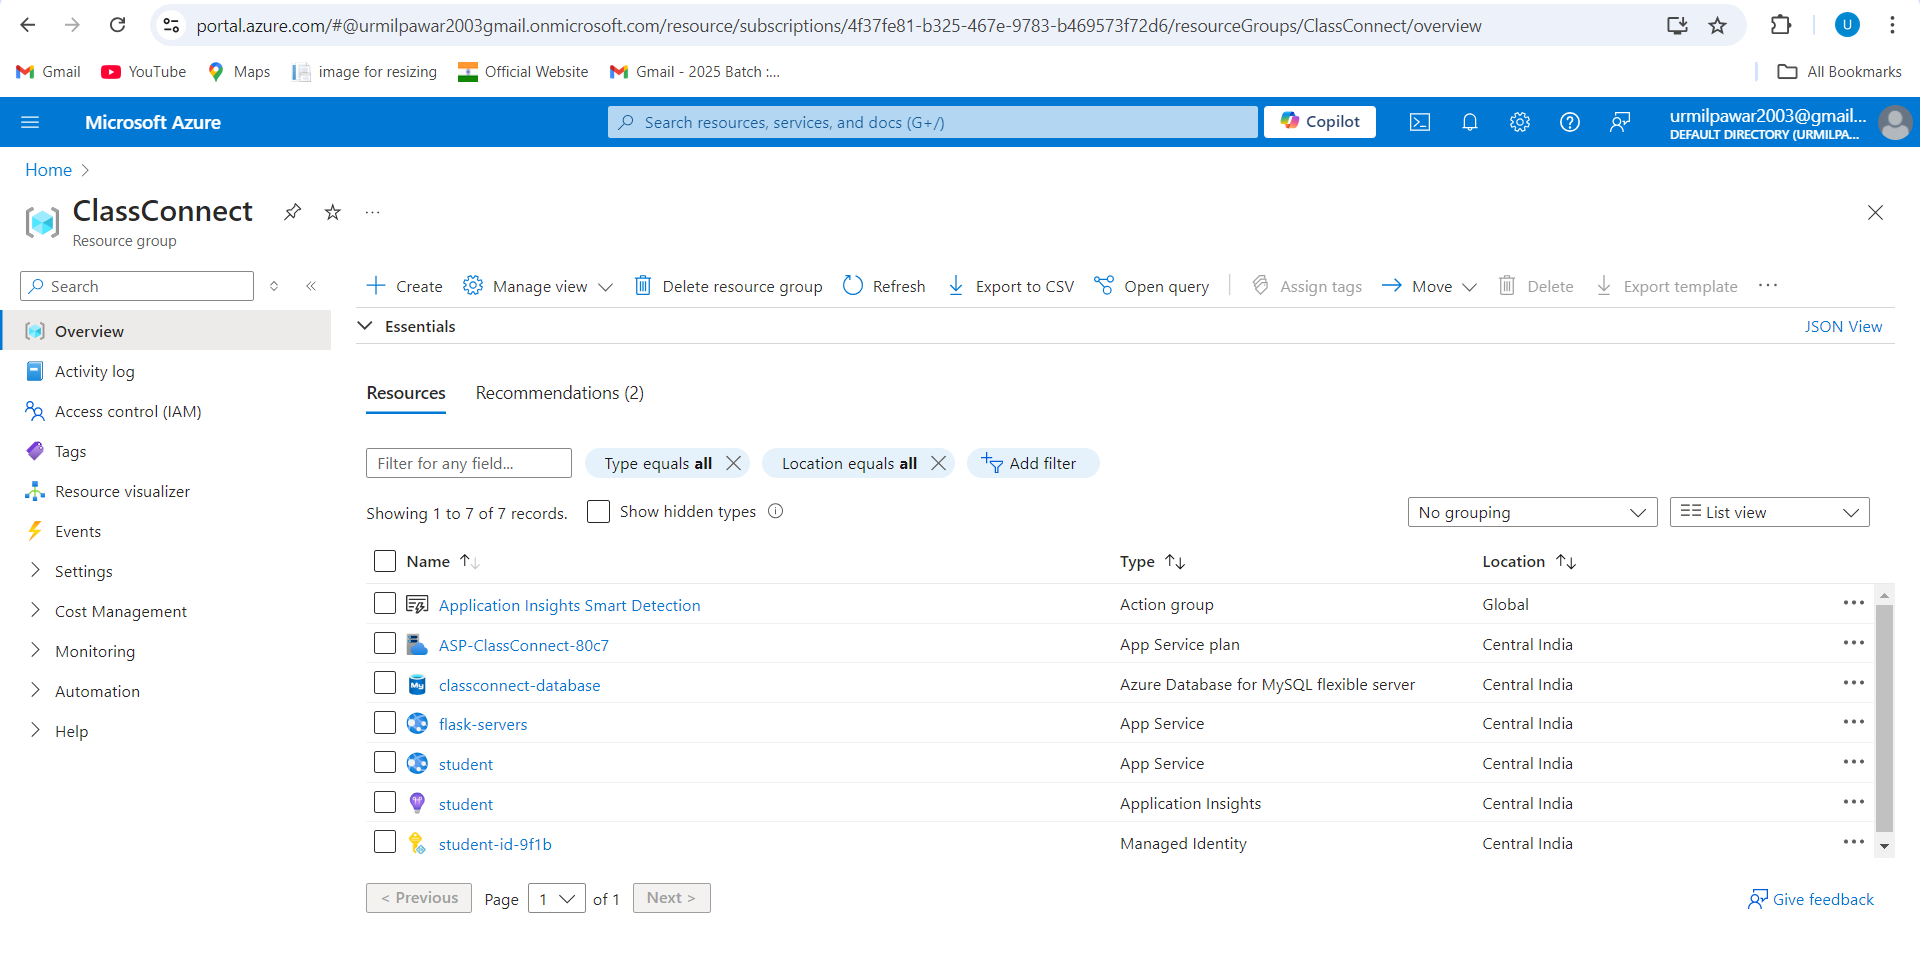 portal.azure.com/#@urmilpawar2003gmail.onmicrosoft.com/resource/subscriptions/4f37fe81-b325-467e-9783-b469573f72d6/resourceGroups/ClassConnect/overview
U
Gmail YouTube Maps image for resizing Official Website Gmail - 2025 Batch :... All Bookmarks
Microsoft Azure
Search resources, services, and docs (G+/)
Copilot
urmilpawar2003@gmail...
DEFAULT DIRECTORY (URMILPA...
Home
ClassConnect
Resource group
Search
Create Manage view Delete resource group Refresh Export to CSV Open query Assign tags Move Delete Export template
Overview
Activity log
Access control (IAM)
Tags
Resource visualizer
Events
Settings
Cost Management
Monitoring
Automation
Help
Essentials
JSON View
Resources Recommendations (2)
Filter for any field... Type equals all Location equals all Add filter
Showing 1 to 7 of 7 records. Show hidden types
No grouping List view
Name Type Location
Application Insights Smart Detection Action group Global
ASP-ClassConnect-80c7 App Service plan Central India
My
classconnect-database Azure Database for MySQL flexible server Central India
flask-servers App Service Central India
student App Service Central India
student Application Insights Central India
student-id-9f1b Managed Identity Central India
< Previous Page 1 of 1 Next >
Give feedback